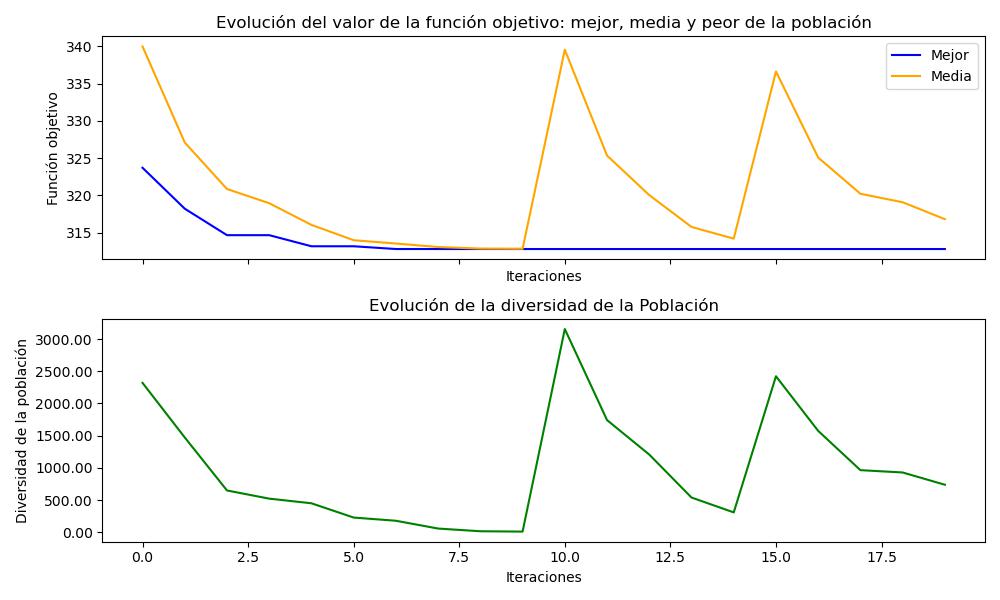 Evolución del valor de la función objetivo: mejor, media y peor de la población
Función objetivo
340
335
330
325
320
315
Mejor
Media
Iteraciones
Evolución de la diversidad de la Población
Diversidad de la población
3000.00
2500.00
2000.00
1500.00
1000.00
500.00
0.00
0.0 2.5 5.0 7.5 10.0 12.5 15.0 17.5
Iteraciones